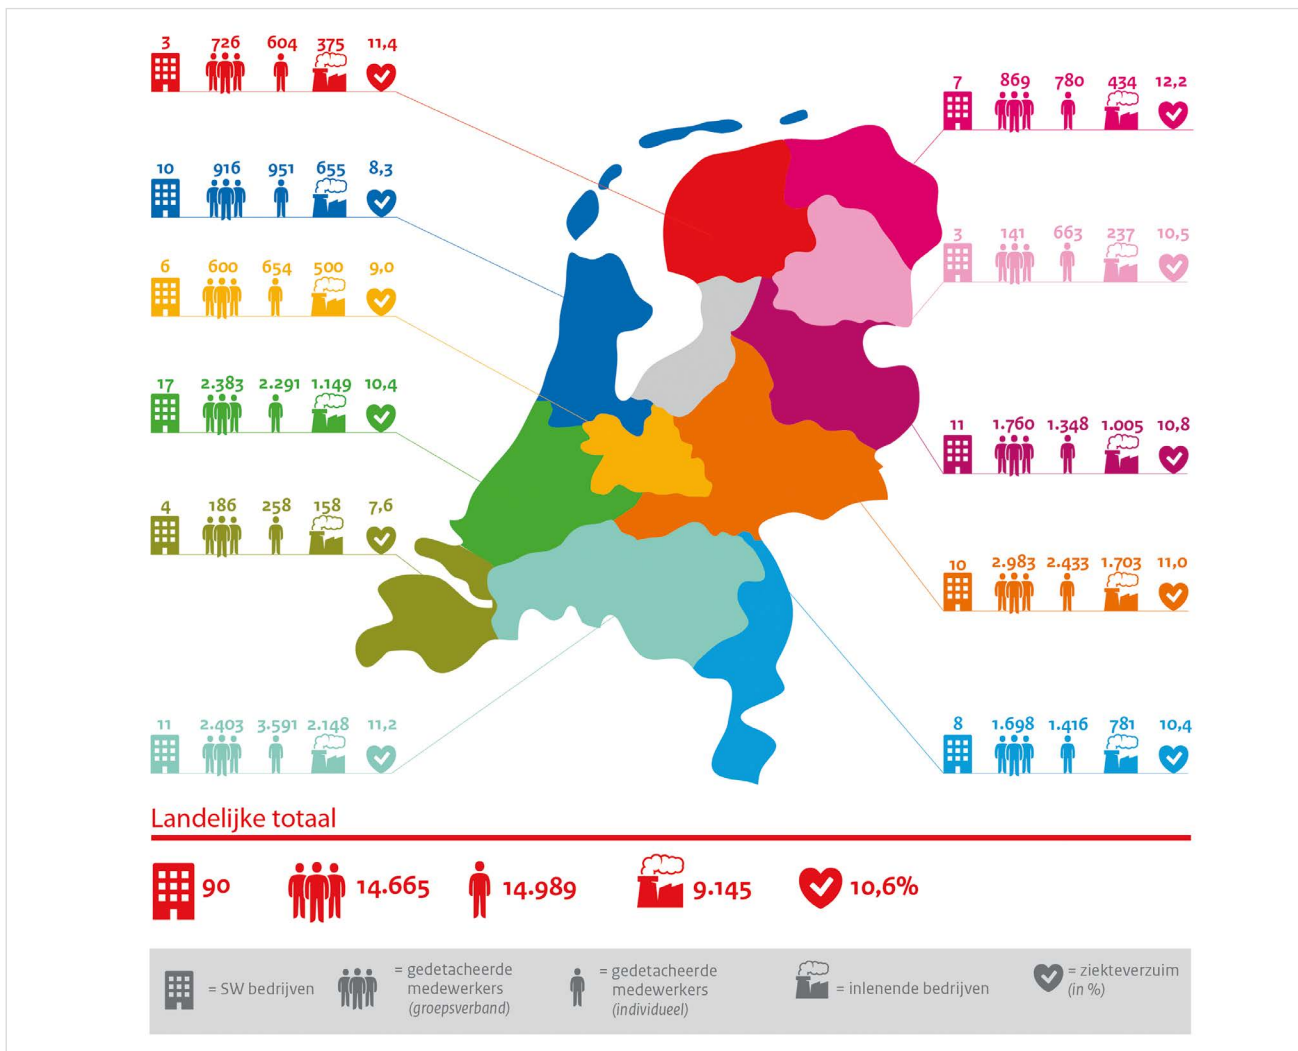 3 726 604 375 11,4
10 916 951 655 8,3
6 600 654 500 9,0
17 2.383 2.291 1.149 10,4
4 186 258 158 7,6
11 2.403 3.591 2.148 11,2
7 869 780 434 12,2
3 141 663 237 10,5
11 1.760 1.348 1.005 10,8
10 2.983 2.433 1.703 11,0
8 1.698 1.416 781 10,4
Landelijke totaal
90 14.665 14.989 9.145 10,6%
= SW bedrijven
= gedetacheerde
medewerkers
(groepsverband)
= gedetacheerde
medewerkers
(individueel)
= inlenende bedrijven
= ziekteverzuim
(in %)